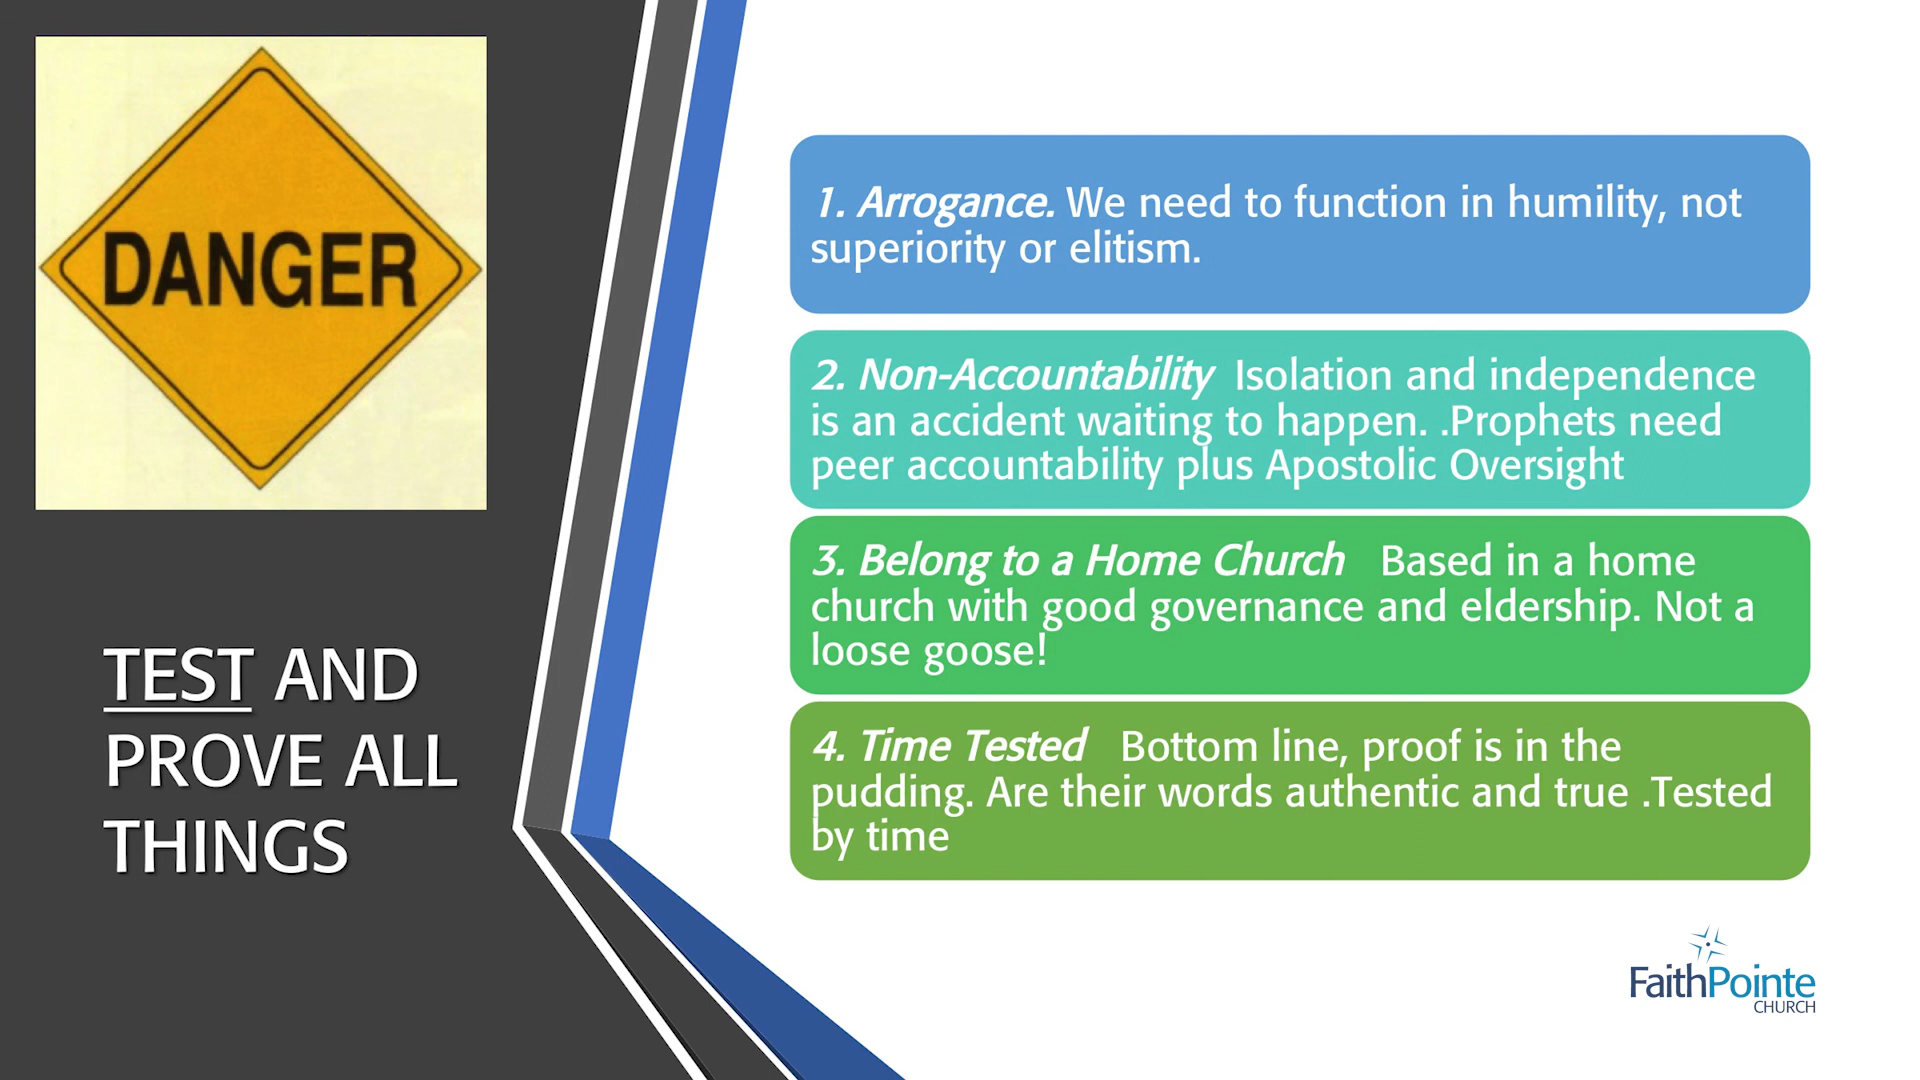 DANGER
TEST AND
PROVE ALL
THINGS
1. Arrogance. We need to function in humility, not
superiority or elitism.
2. Non-Accountability Isolation and independence
is an accident waiting to happen. .Prophets need
peer accountability plus Apostolic Oversight
3. Belong to a Home Church Based in a home
church with good governance and eldership. Not a
loose goose!
4. Time Tested Bottom line, proof is in the
pudding. Are their words authentic and true .Tested
by time
FaithPointe
CHURCH